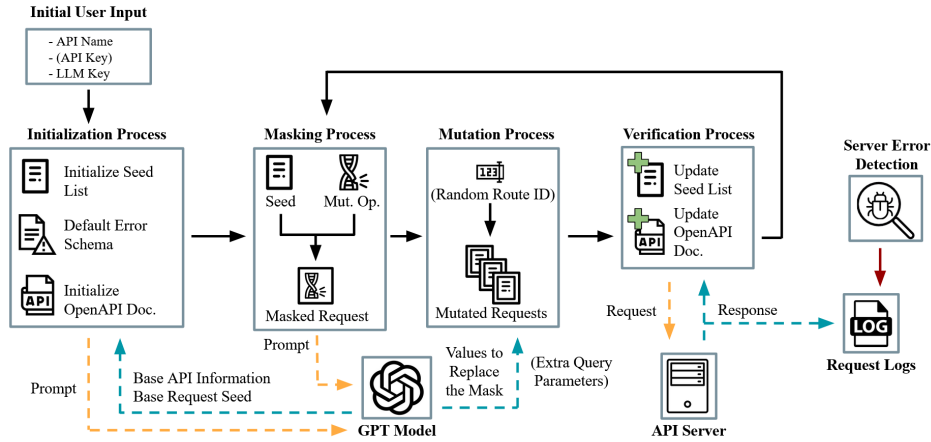 Initial User Input
- API Name
- (API Key)
- LLM Key
Initialization Process
Initialize Seed
List
Default Error
Schema
API
Initialize
OpenAPI Doc.
Masking Process
Seed
Mut. Op.
Masked Request
Mutation Process
123
(Random Route ID)
Mutated Requests
Verification Process
Update
Seed List
API
Update
OpenAPI
Doc.
Server Error
Detection
LOG
Request Logs
Request
Response
API Server
Prompt
Values to
Replace
the Mask
(Extra Query
Parameters)
Prompt
Base API Information
Base Request Seed
GPT Model